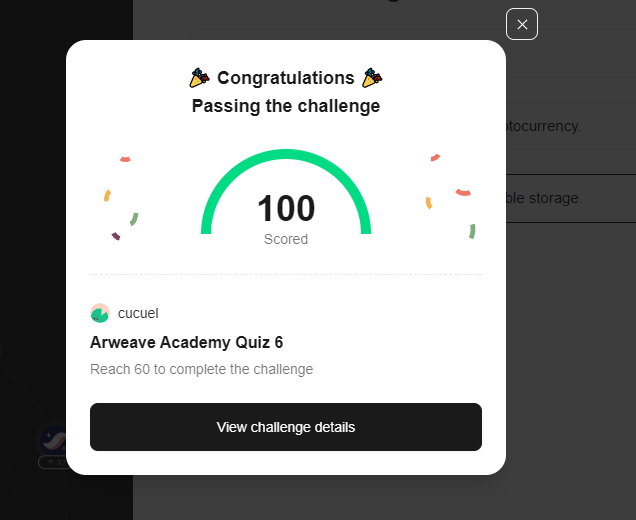 Congratulations
Passing the challenge
ptocurrency.
ble storage.
100
Scored
cucuel
Arweave Academy Quiz 6
Reach 60 to complete the challenge
View challenge details